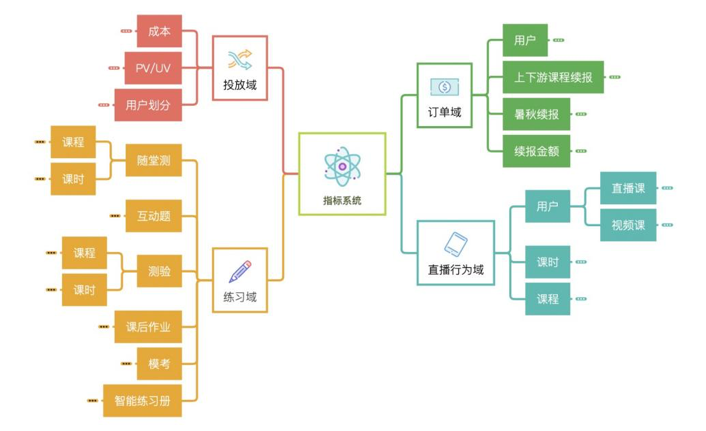 成本
PV/UV
用户划分
投放域
课程
课时
随堂测
互动题
课程
课时
测验
课后作业
模考
智能练习册
练习域
指标系统
订单域
用户
上下游课程续报
暑秋续报
续报金额
直播行为域
用户
直播课
视频课
课时
课程